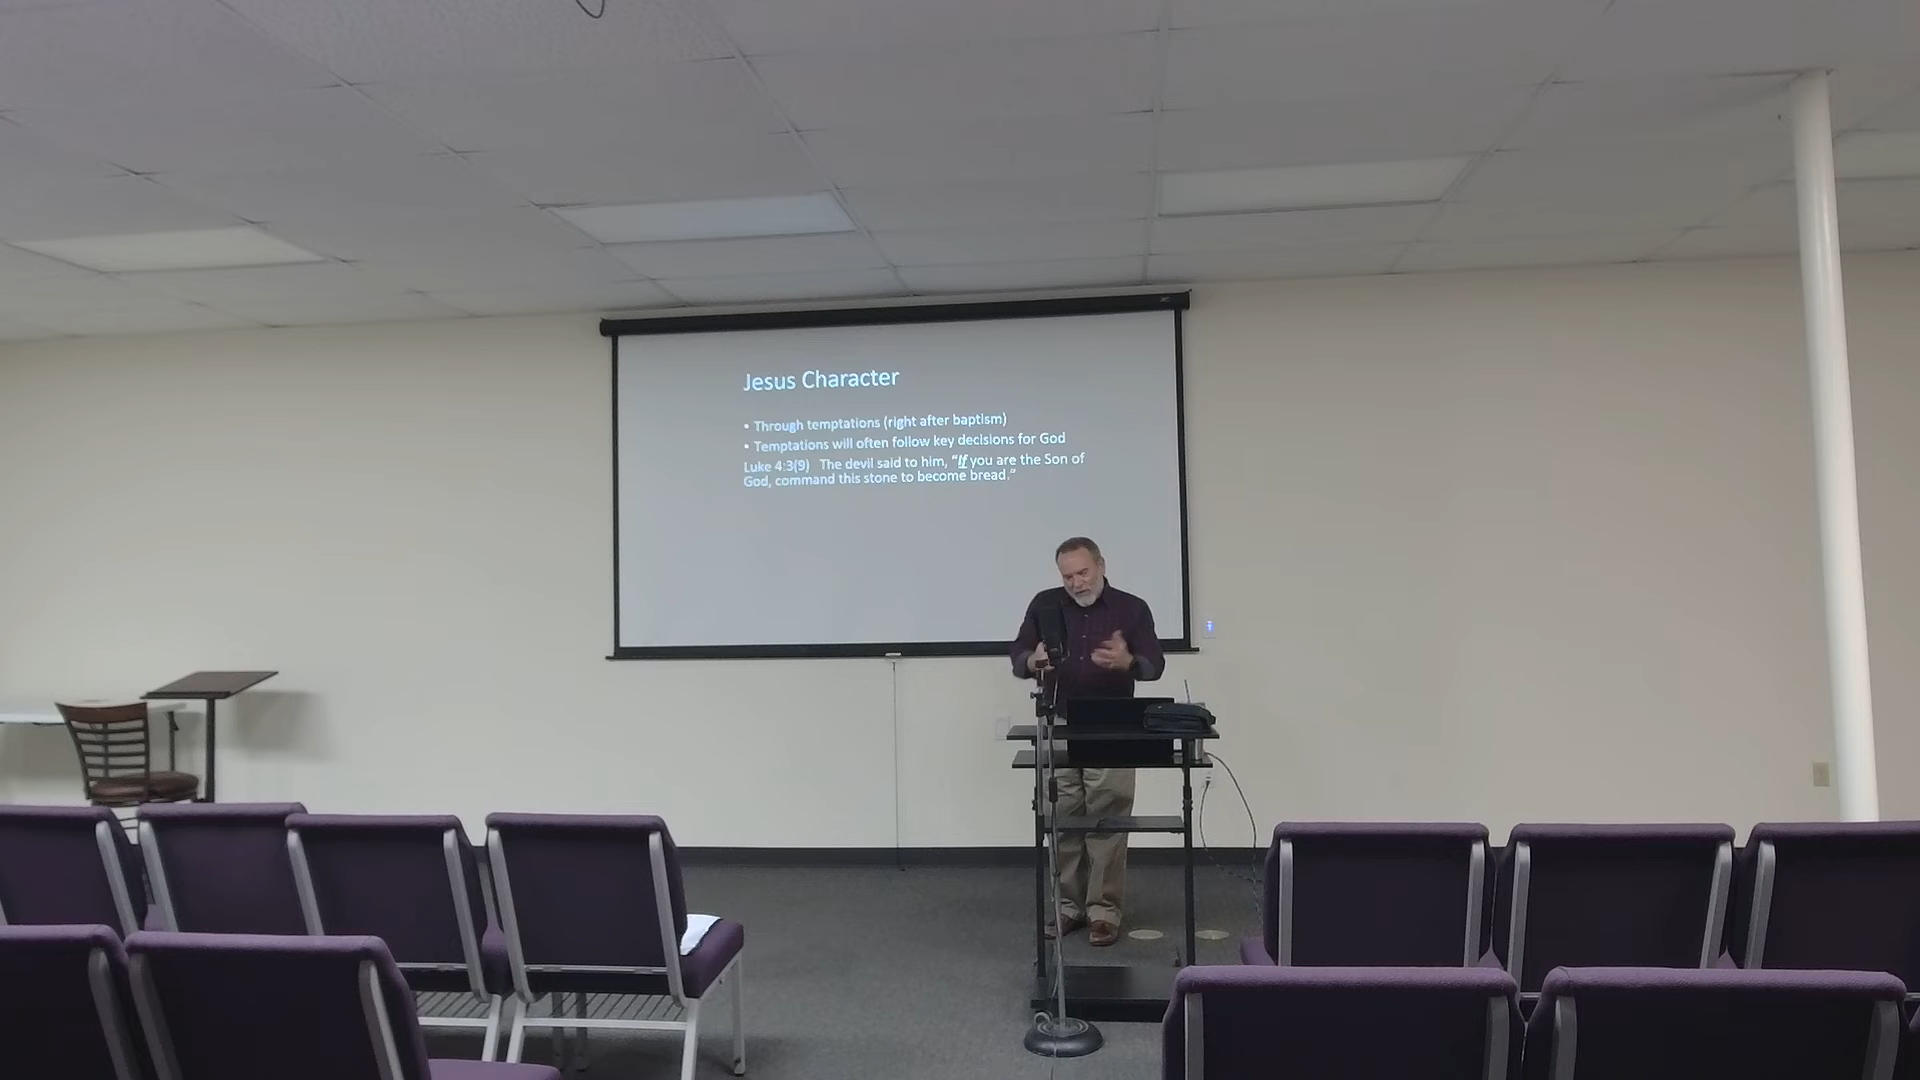 Jesus Character
• Through temptations (right after baptism)
• Temptations will often follow key decisions for God
Luke 4:3(9) The devil said to him, "If you are the Son of
God, command this stone to become bread."